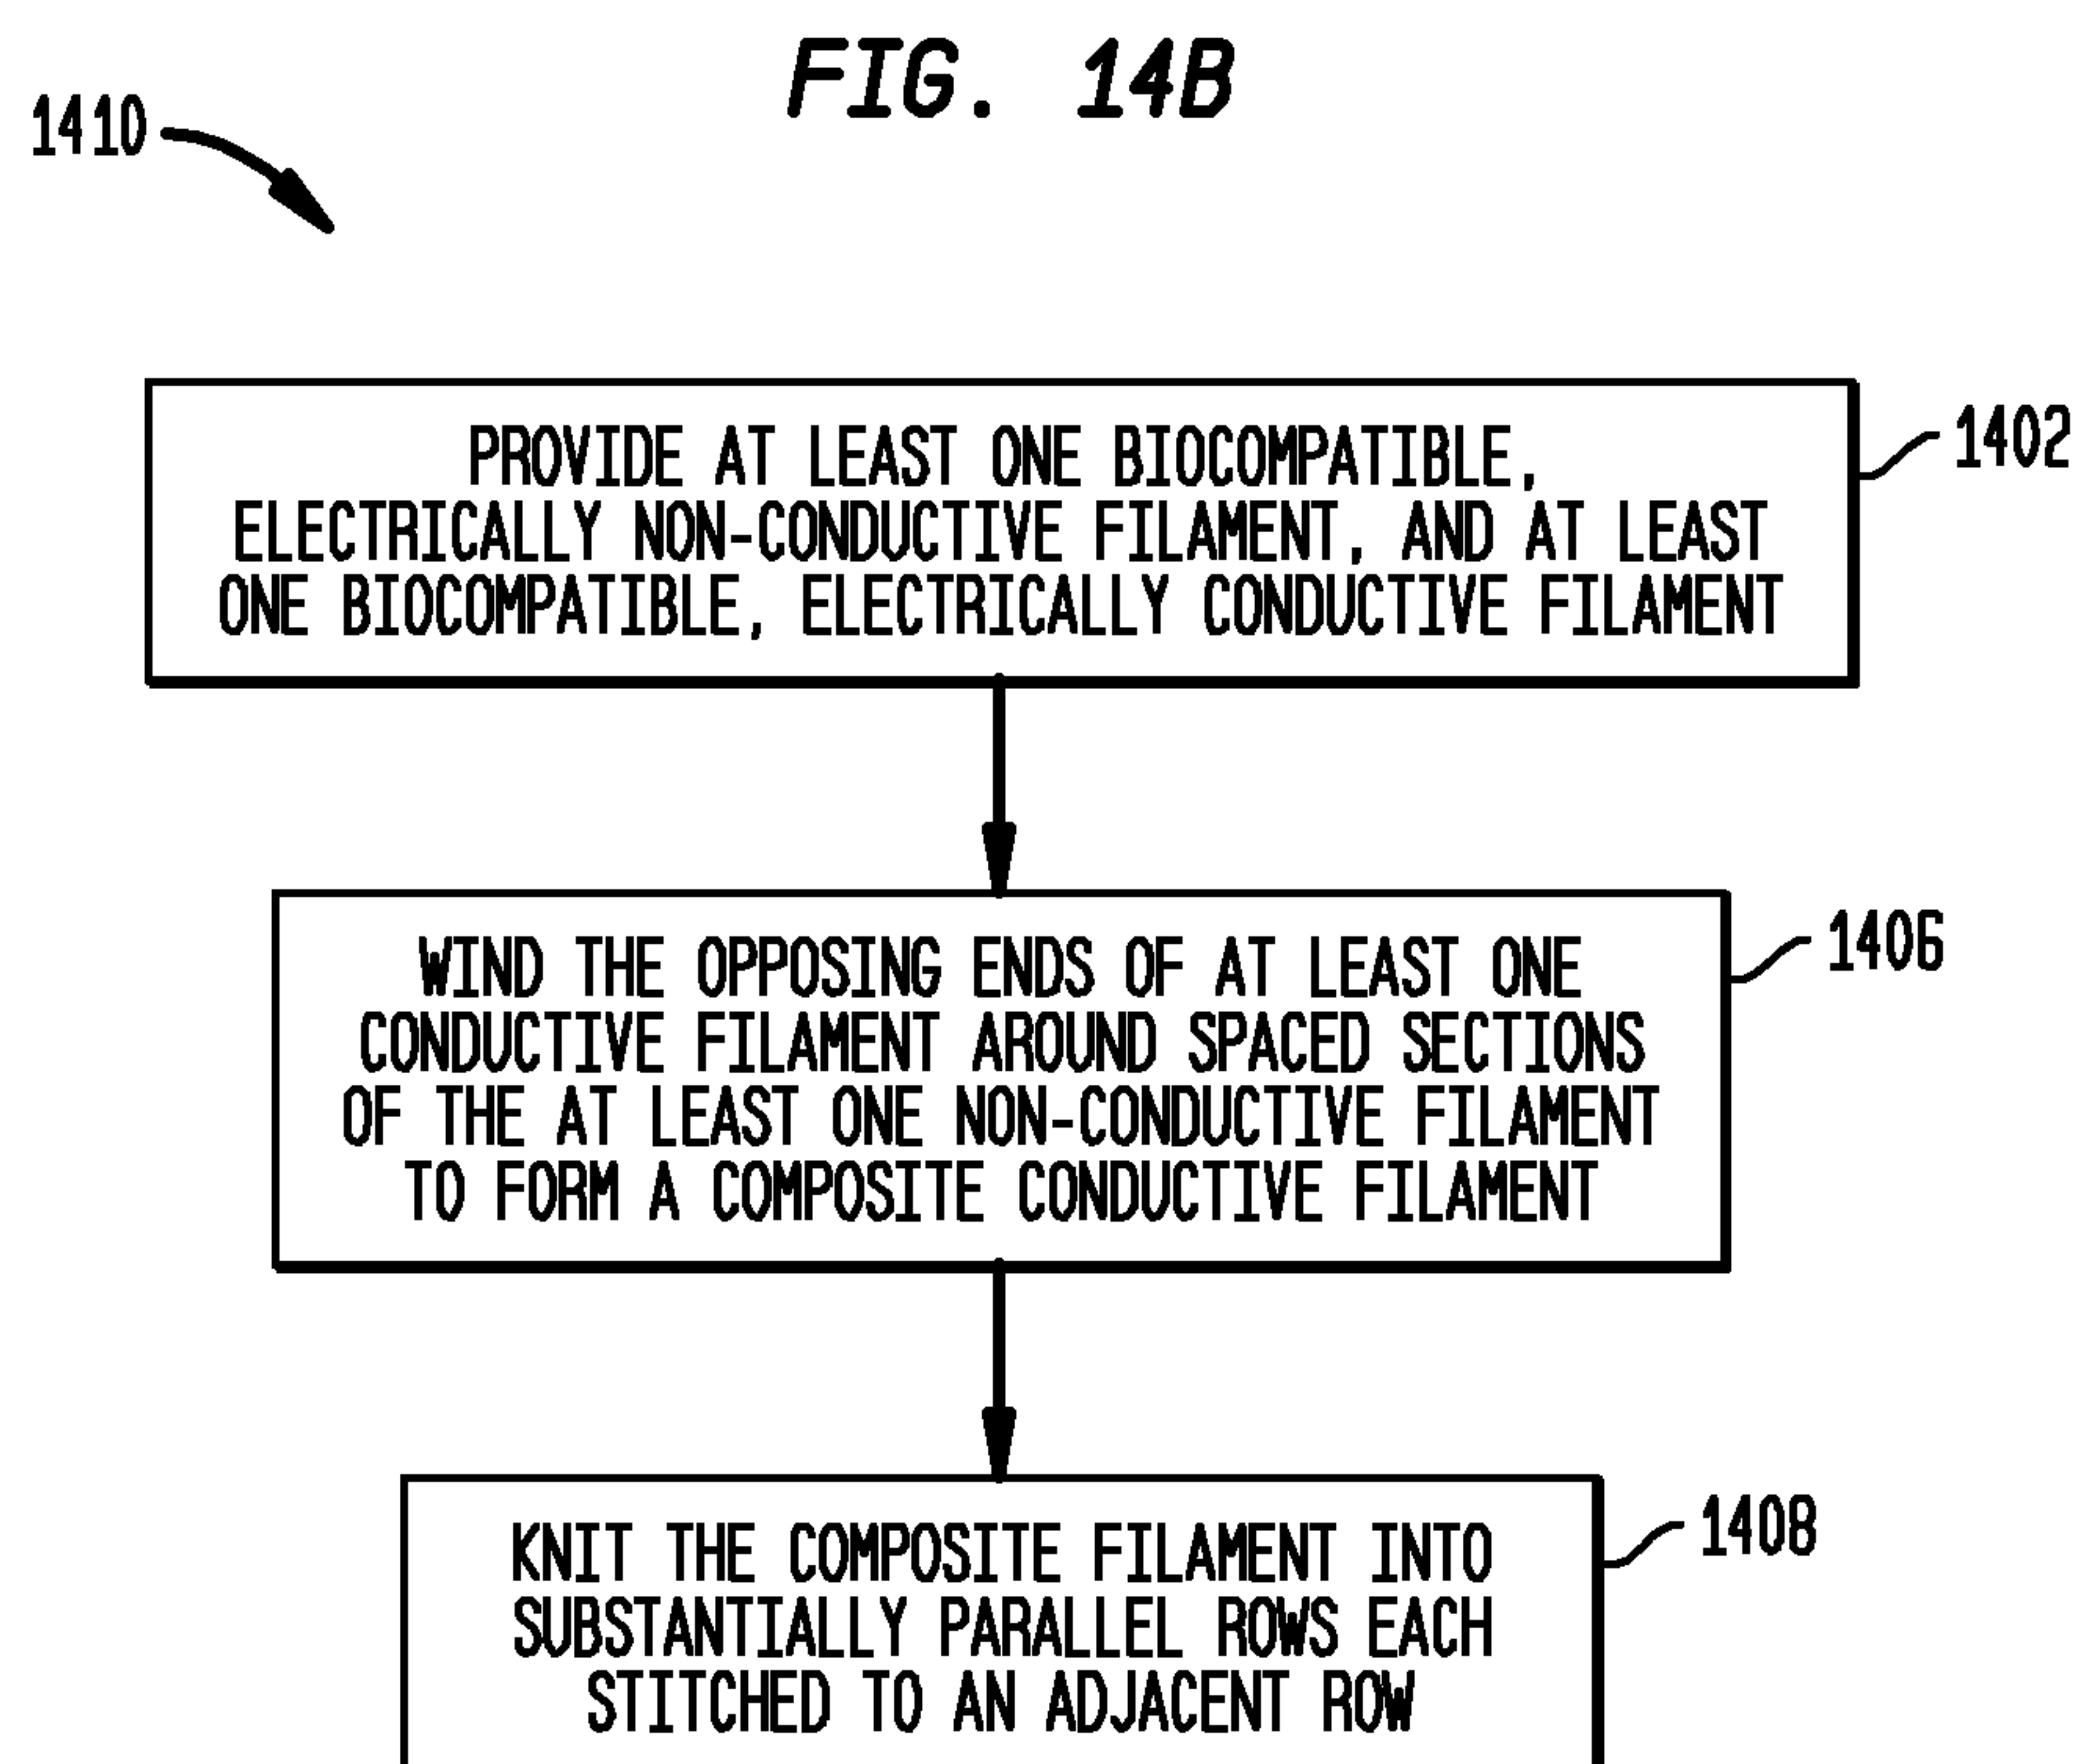 FIG. 14B
1410
PROVIDE AT LEAST ONE BIOCOMPATIBLE,
ELECTRICALLY NON-CONDUCTIVE FILAMENT, AND AT LEAST
ONE BIOCOMPATIBLE, ELECTRICALLY CONDUCTIVE FILAMENT
1402
WIND THE OPPOSING ENDS OF AT LEAST ONE
CONDUCTIVE FILAMENT AROUND SPACED SECTIONS
OF THE AT LEAST ONE NON-CONDUCTIVE FILAMENT
TO FORM A COMPOSITE CONDUCTIVE FILAMENT
1406
KNIT THE COMPOSITE FILAMENT INTO
SUBSTANTIALLY PARALLEL ROWS EACH
STITCHED TO AN ADJACENT ROW
1408